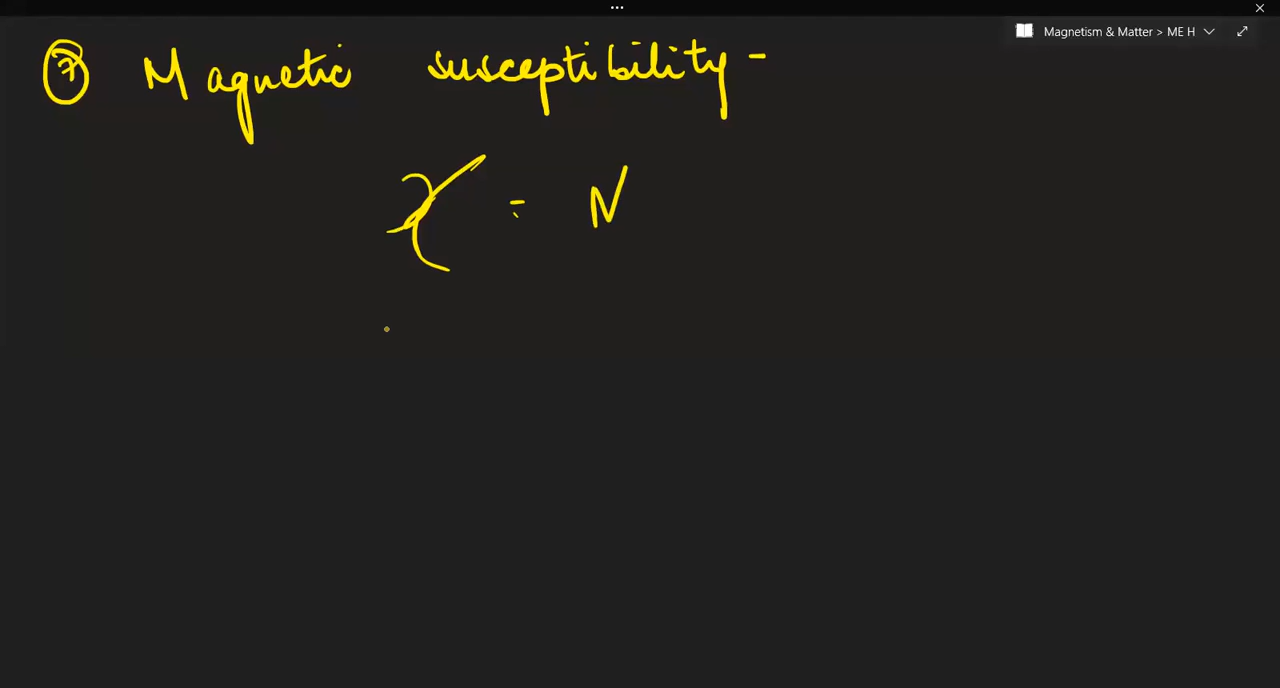 Magnetism & Matter > ME H
⑦ Magnetic susceptibility -
χ = N